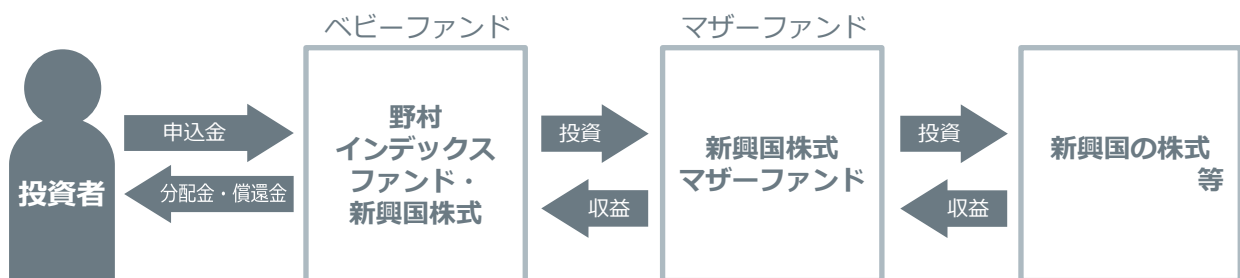 ベビーファンド
マザーファンド
投資者
申込金
分配金・償還金
野村
インデックス
ファンド・
新興国株式
投資
収益
新興国株式
マザーファンド
投資
収益
新興国の株式
等